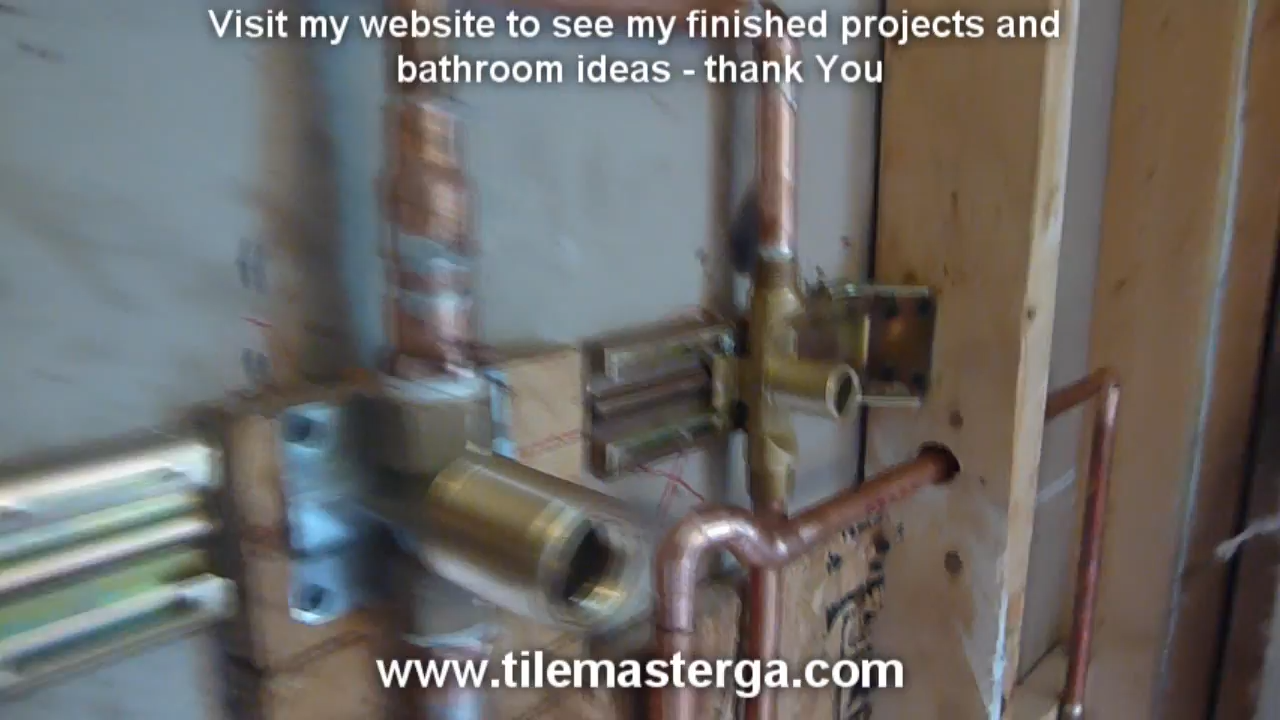 Visit my website to see my finished projects and
bathroom ideas - thank You
www.tilemasterga.com